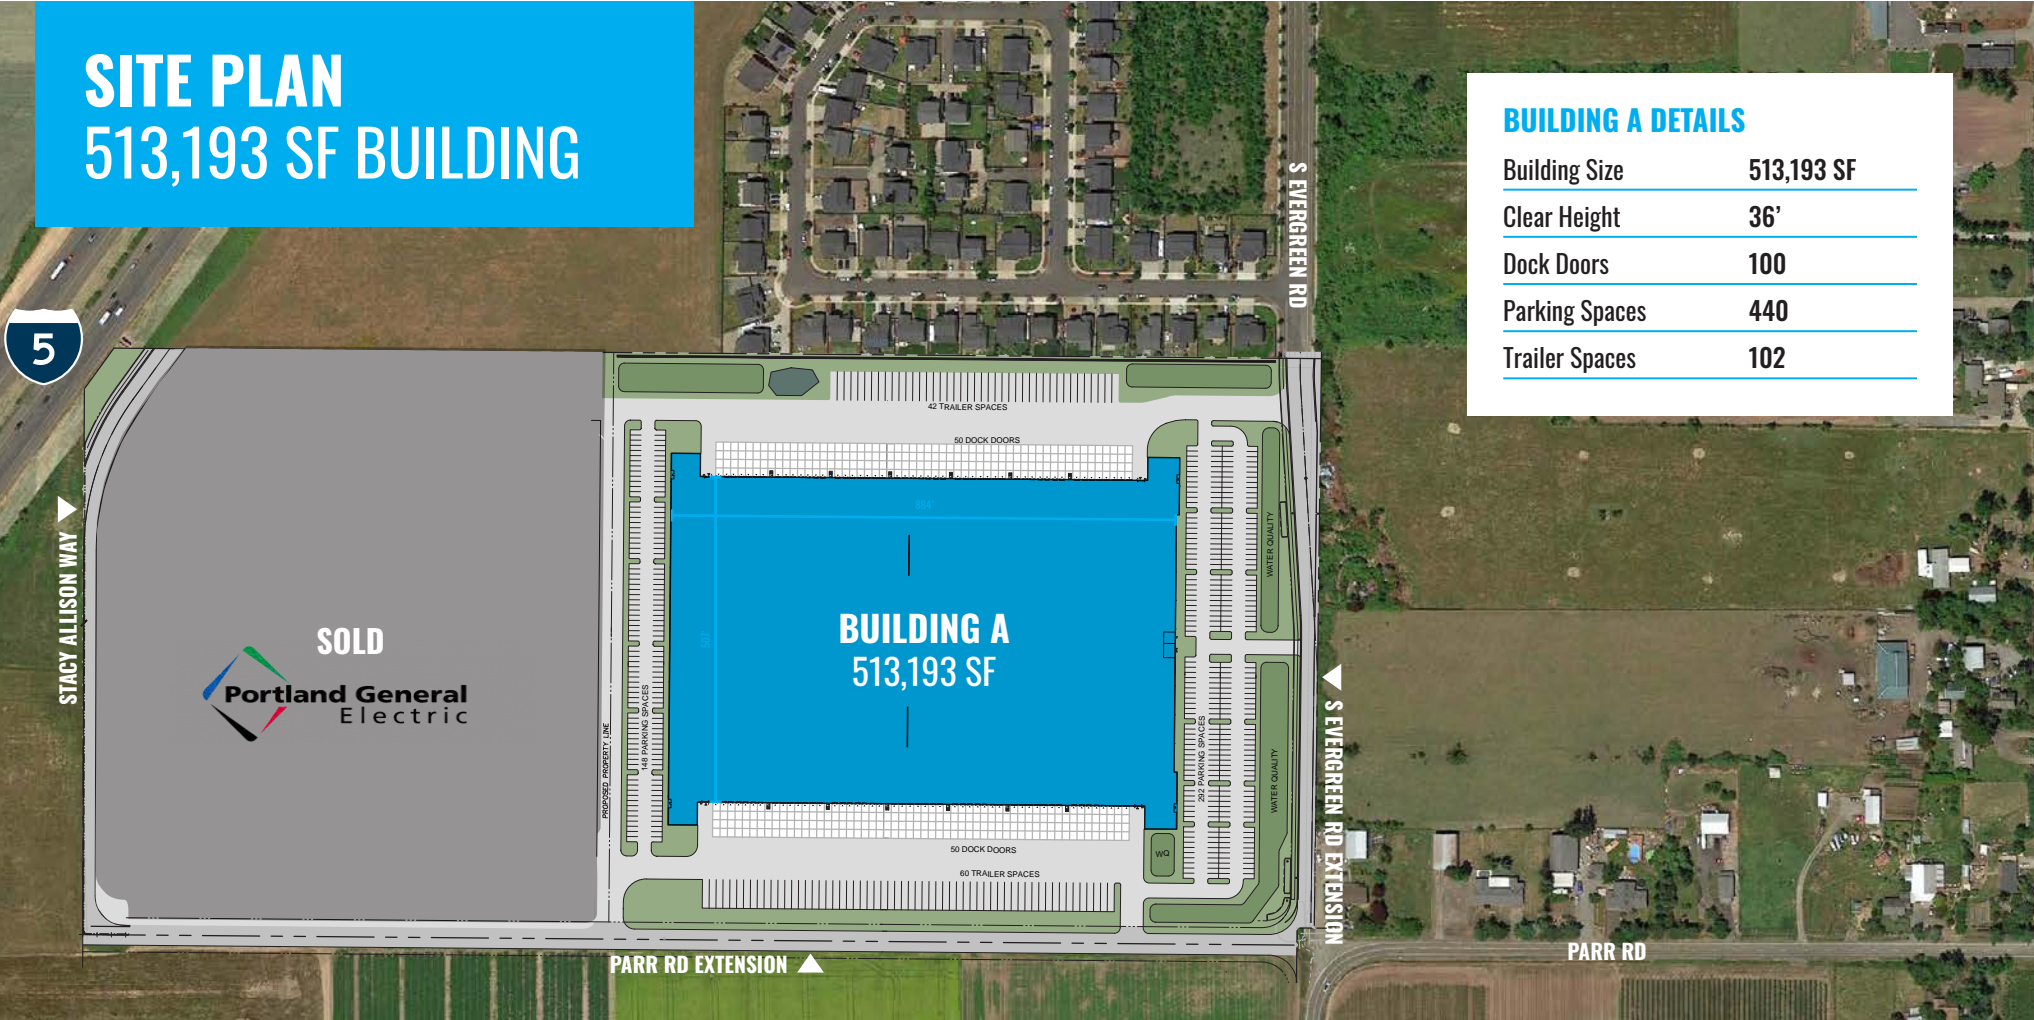 SITE PLAN
513,193 SF BUILDING
BUILDING A DETAILS
Building Size 513,193 SF
Clear Height 36’
Dock Doors 100
Parking Spaces 440
Trailer Spaces 102
S EVERGREEN RD
5
42 TRAILER SPACES
50 DOCK DOORS
884'
STACY ALLISON WAY
SOLD
Portland General
Electric
PROPOSED PROPERTY LINE
148 PARKING SPACES
501'
BUILDING A
513,193 SF
292 PARKING SPACES
WATER QUALITY
WATER QUALITY
WQ
50 DOCK DOORS
60 TRAILER SPACES
S EVERGREEN RD EXTENSION
PARR RD EXTENSION
PARR RD